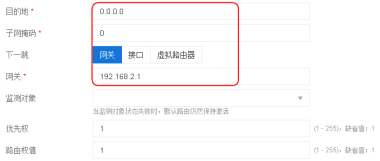 目的地 * 0.0.0.0
子网掩码 * 0
下一跳 网关 接口 虚拟路由器
网关 * 192.168.2.1
监测对象
当监测对象状态失败时，默认路由仍然保持激活
优先权 1 (1 - 255)，缺省值：1
路由权值 1 (1 - 255)，缺省值：1